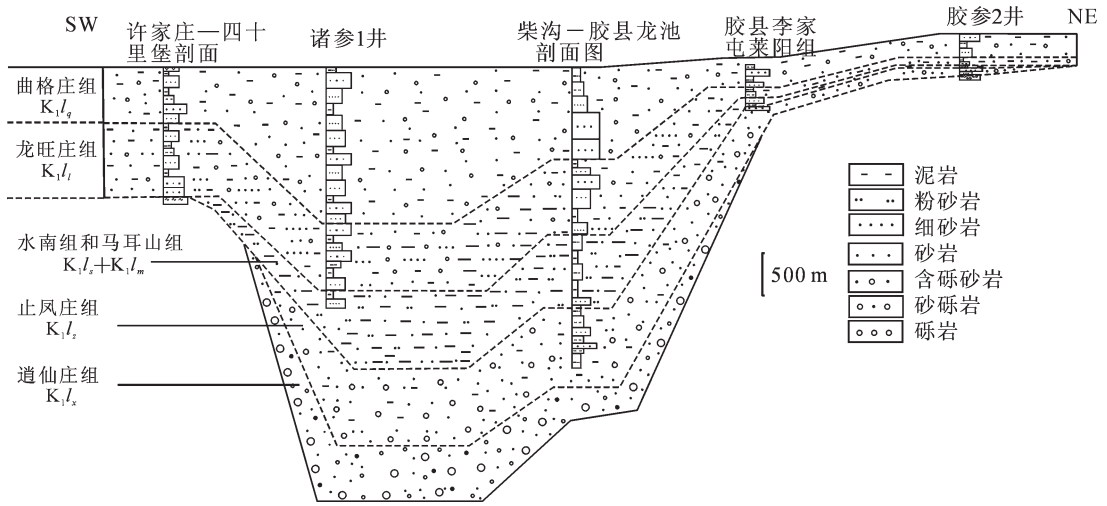 SW
许家庄—四十
里堡剖面
诸参1井
柴沟－胶县龙池
剖面图
胶县李家
屯莱阳组
胶参2井
NE
曲格庄组
K₁l_q
龙旺庄组
K₁l_l
水南组和马耳山组
K₁l_s+K₁l_m
止凤庄组
K₁l_z
逍仙庄组
K₁l_x
500 m
泥岩
粉砂岩
细砂岩
砂岩
含砾砂岩
砂砾岩
砾岩